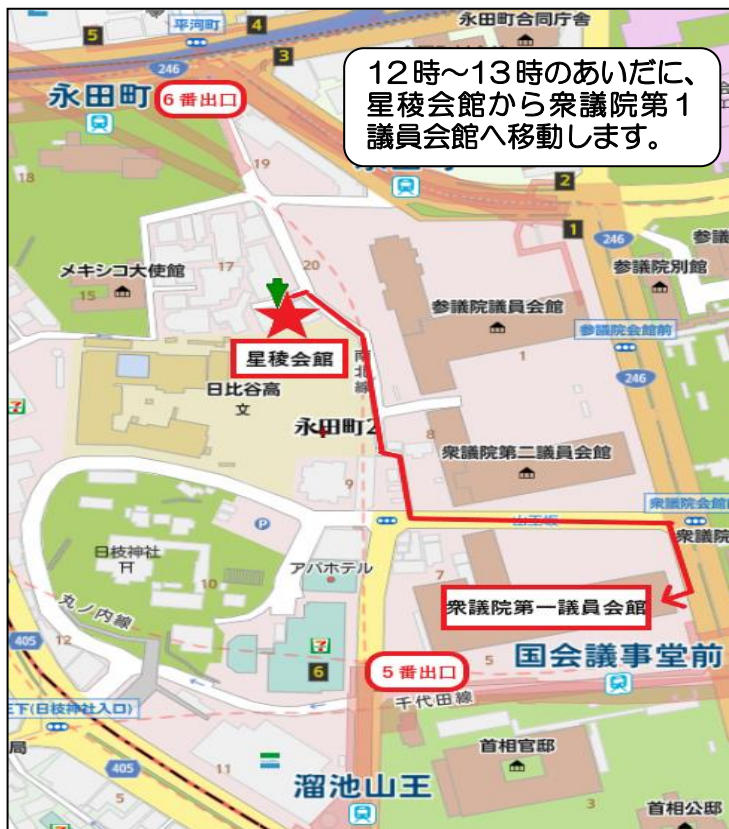 平河町
永田町合同庁舎
5
4
3
246
永田町
6番出口
12時～13時のあいだに、
星稜会館から衆議院第1
議員会館へ移動します。
18
19
2
1
246
参議
参議院別館
メキシコ大使館
17
20
15
参議院議員会館
参議院会館前
星稜会館
南北線
1
246
日比谷高
文
永田町2
8
衆議院第二議員会館
9
衆議院会館前
山王坂
衆議院
P
日枝神社
10
アパホテル
7
衆議院第一議員会館
丸ノ内線
405
12
6
5番出口
5
国会議事堂前
下(日枝神社入口)
千代田線
局
405
11
首相官邸
溜池山王
5
3
首相公邸